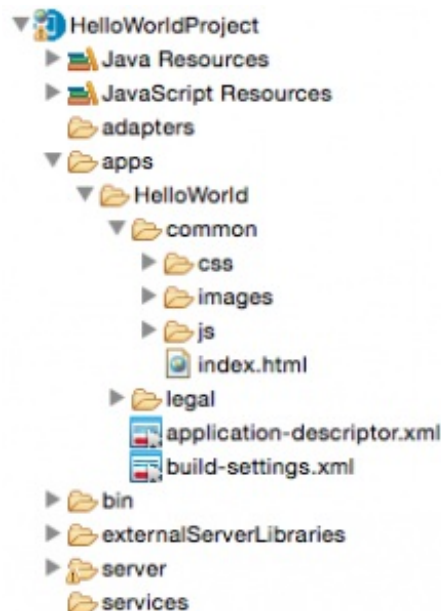 HelloWorldProject
Java Resources
JavaScript Resources
adapters
apps
HelloWorld
common
css
images
js
index.html
legal
application-descriptor.xml
build-settings.xml
bin
externalServerLibraries
server
services